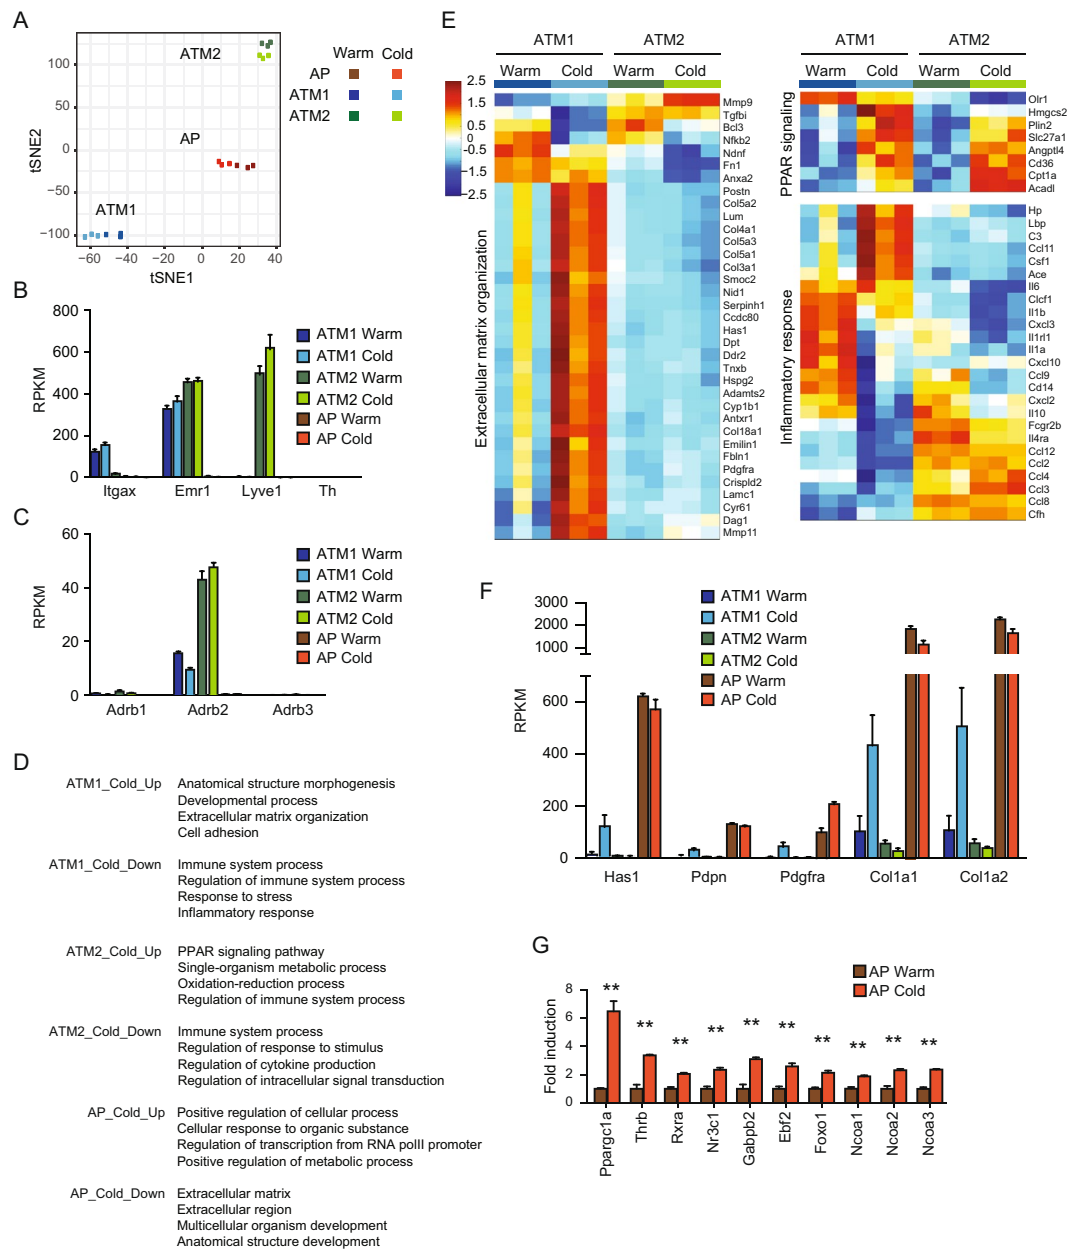 A
ATM2
AP
ATM1
100
50
0
−50
−100
−60
−40
−20
0
20
40
tSNE2
tSNE1
Warm Cold
AP
ATM1
ATM2
B
800
600
400
200
0
RPKM
Itgax Emr1 Lyve1 Th
ATM1 Warm
ATM1 Cold
ATM2 Warm
ATM2 Cold
AP Warm
AP Cold
C
60
40
20
0
RPKM
Adrb1 Adrb2 Adrb3
ATM1 Warm
ATM1 Cold
ATM2 Warm
ATM2 Cold
AP Warm
AP Cold
D
ATM1_Cold_Up Anatomical structure morphogenesis
Developmental process
Extracellular matrix organization
Cell adhesion
ATM1_Cold_Down Immune system process
Regulation of immune system process
Response to stress
Inflammatory response
ATM2_Cold_Up PPAR signaling pathway
Single-organism metabolic process
Oxidation-reduction process
Regulation of immune system process
ATM2_Cold_Down Immune system process
Regulation of response to stimulus
Regulation of cytokine production
Regulation of intracellular signal transduction
AP_Cold_Up Positive regulation of cellular process
Cellular response to organic substance
Regulation of transcription from RNA polII promoter
Positive regulation of metabolic process
AP_Cold_Down Extracellular matrix
Extracellular region
Multicellular organism development
Anatomical structure development
E
ATM1 ATM2
Warm Cold Warm Cold
2.5
1.5
0.5
−0.5
−1.5
−2.5
Extracellular matrix organization
Mmp9
Tgfbi
Bcl3
Nfkb2
Ndnf
Fn1
Anxa2
Postn
Col5a2
Lum
Col4a1
Col5a3
Col5a1
Col3a1
Smoc2
Nid1
Serpinh1
Ccdc80
Has1
Dpt
Ddr2
Tnxb
Hspg2
Adamts2
Cyp1b1
Antxr1
Col18a1
Emilin1
Fbln1
Pdgfra
Crispld2
Lamc1
Cyr61
Dag1
Mmp11
ATM1 ATM2
Warm Cold Warm Cold
PPAR signaling
Olr1
Hmgcs2
Plin2
Slc27a1
Angptl4
Cd36
Cpt1a
Acadl
Inflammatory response
Hp
Lbp
C3
Ccl11
Csf1
Ace
Il6
Clcf1
Il1b
Cxcl3
Il1rl1
Il1a
Cxcl10
Ccl9
Cd14
Cxcl2
Il10
Fcgr2b
Il4ra
Ccl12
Ccl2
Ccl4
Ccl3
Ccl8
Cfh
F
3000
2000
1000
600
400
200
0
RPKM
Has1 Pdpn Pdgfra Col1a1 Col1a2
ATM1 Warm
ATM1 Cold
ATM2 Warm
ATM2 Cold
AP Warm
AP Cold
G
AP Warm
AP Cold
8
6
4
2
0
Fold induction
** ** ** ** ** ** ** ** ** **
Ppargc1a
Thrb
Rxra
Nr3c1
Gabpb2
Ebf2
Foxo1
Ncoa1
Ncoa2
Ncoa3